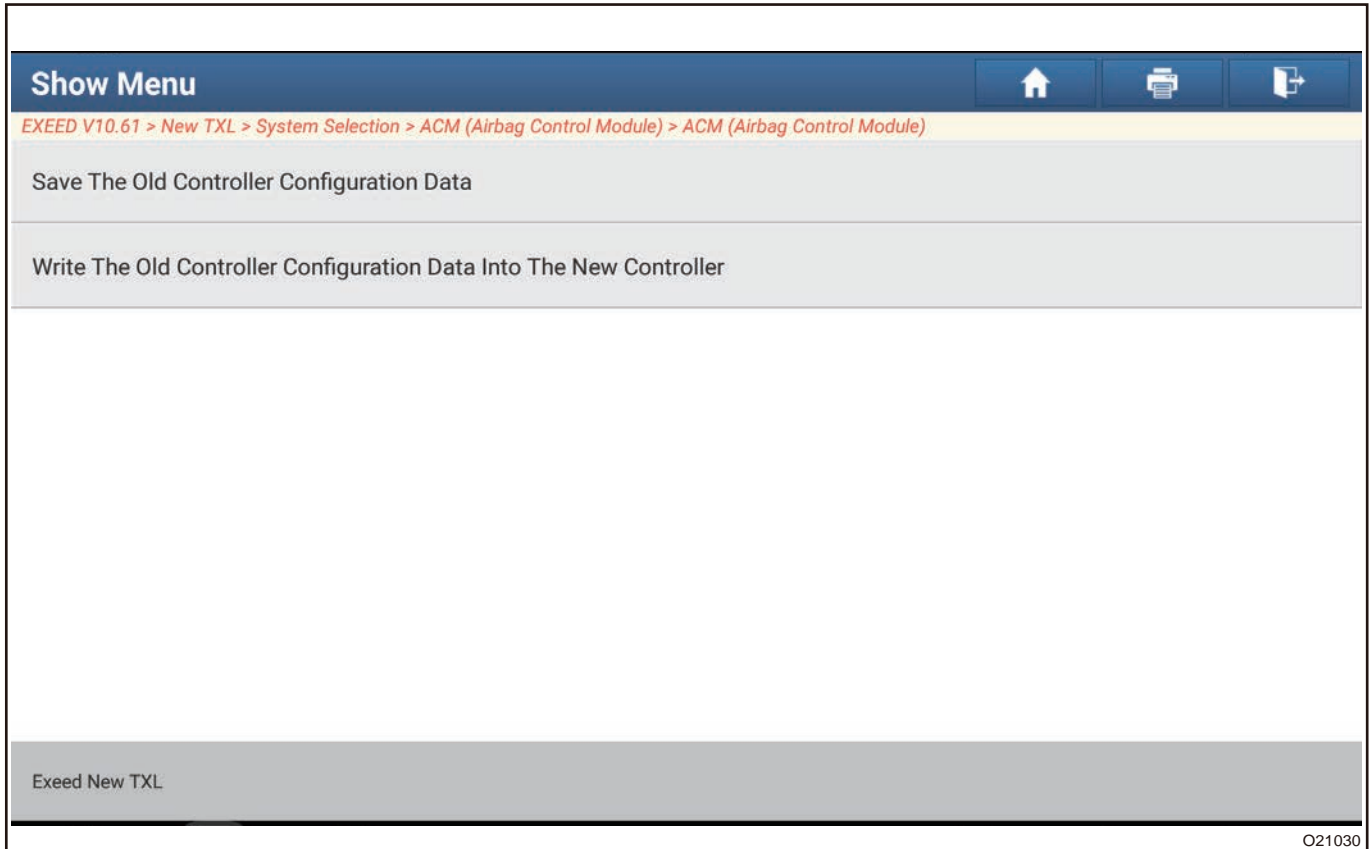 Show Menu
EXEED V10.61 > New TXL > System Selection > ACM (Airbag Control Module) > ACM (Airbag Control Module)
Save The Old Controller Configuration Data
Write The Old Controller Configuration Data Into The New Controller
Exeed New TXL
O21030